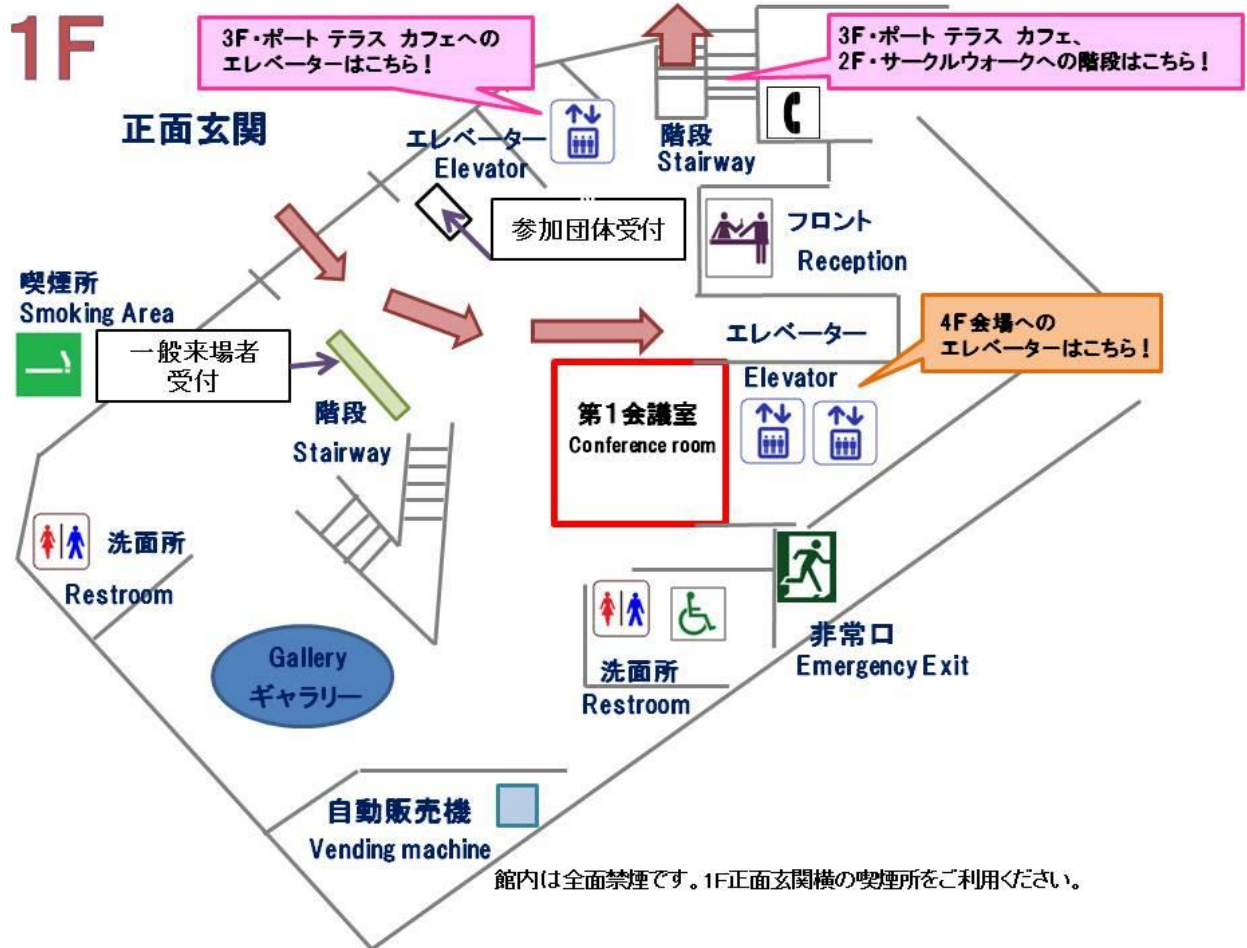 1F
3F・ポート テラス カフェへの
エレベーターはこちら！
3F・ポート テラス カフェ、
2F・サークルウォークへの階段はこちら！
正面玄関
エレベーター
Elevator
階段
Stairway
参加団体受付
フロント
Reception
喫煙所
Smoking Area
一般来場者
受付
エレベーター
Elevator
4F会場への
エレベーターはこちら！
階段
Stairway
第1会議室
Conference room
洗面所
Restroom
Gallery
ギャラリー
洗面所
Restroom
非常口
Emergency Exit
自動販売機
Vending machine
館内は全面禁煙です。1F正面玄関横の喫煙所をご利用ください。